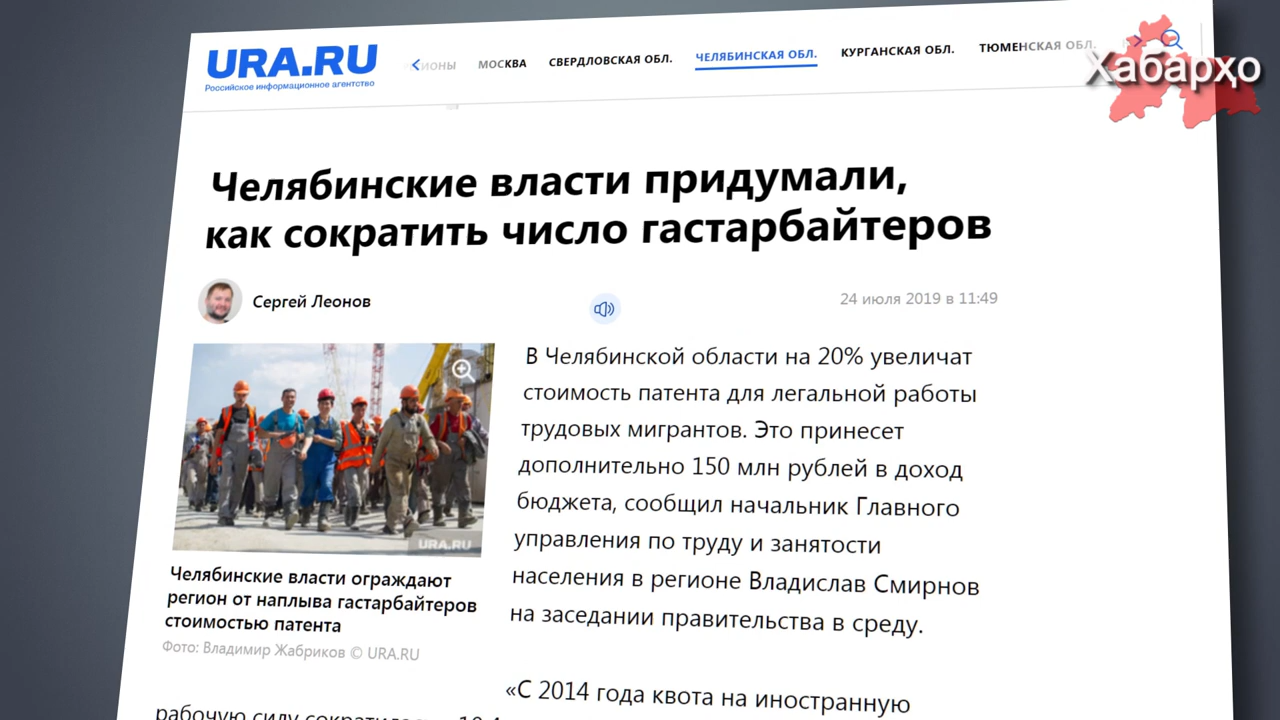 URA.RU
Российское информационное агентство
МОСКВА
СВЕРДЛОВСКАЯ ОБЛ.
ЧЕЛЯБИНСКАЯ ОБЛ.
КУРГАНСКАЯ ОБЛ.
ТЮМЕНСКАЯ ОБЛ.
Хабарҳо
Челябинские власти придумали,
как сократить число гастарбайтеров
Сергей Леонов
24 июля 2019 в 11:49
В Челябинской области на 20% увеличат
стоимость патента для легальной работы
трудовых мигрантов. Это принесет
дополнительно 150 млн рублей в доход
бюджета, сообщил начальник Главного
управления по труду и занятости
населения в регионе Владислав Смирнов
на заседании правительства в среду.
URA.RU
Челябинские власти ограждают
регион от наплыва гастарбайтеров
стоимостью патента
Фото: Владимир Жабриков © URA.RU
«С 2014 года квота на иностранную
рабочую силу